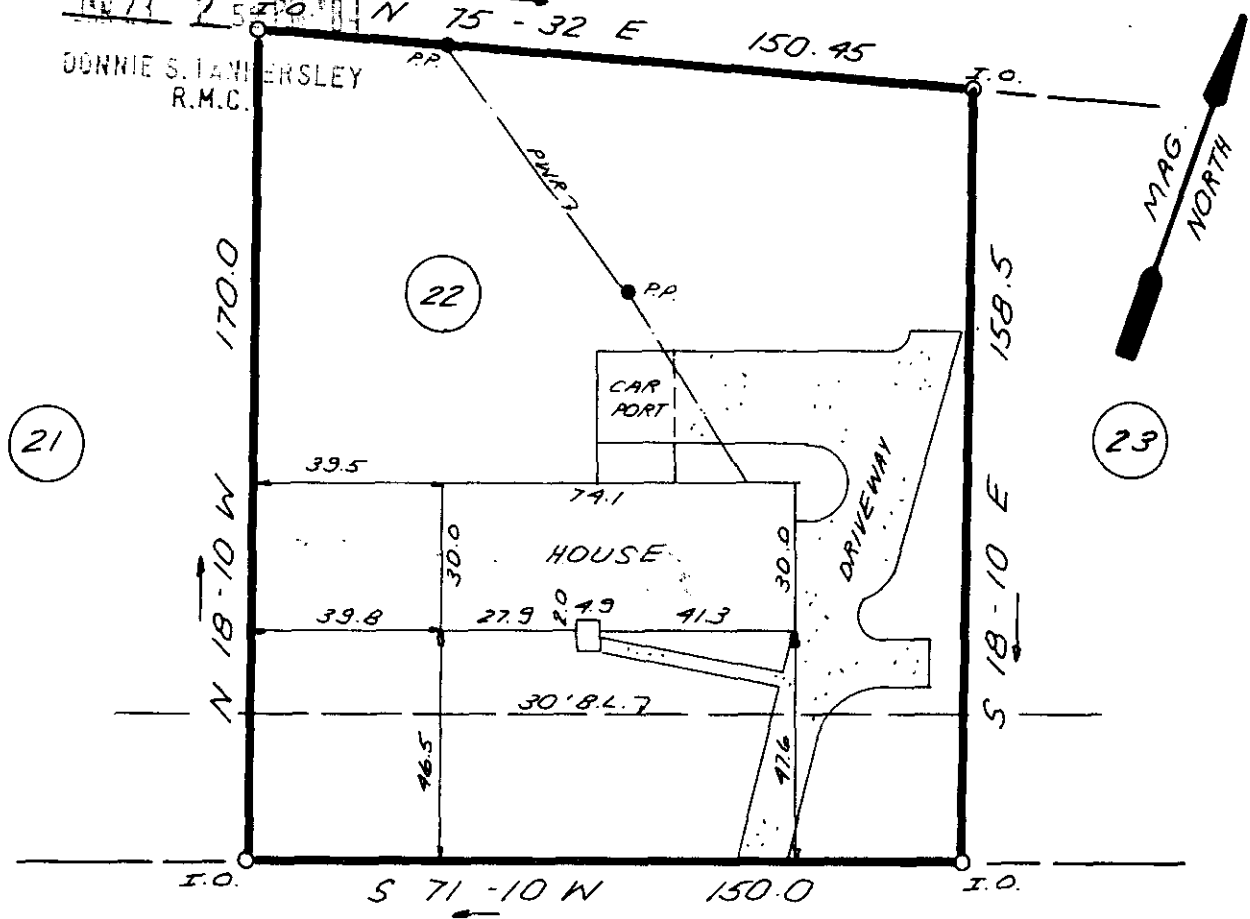 I.O.
N 75-32 E 150.45
DONNIE S. TANKERSLEY
R.M.C.
P.P.
I.O.
MAG. NORTH
PWR
170.0
22
P.P.
158.5
CAR
PORT
21
23
39.5
74.1
N 18-10 W
30.0
HOUSE
30.0
DRIVEWAY
S 18-10 E
39.8
27.9
2.0
4.9
41.3
30' B.L.
46.5
47.6
I.O.
S 71-10 W 150.0
I.O.